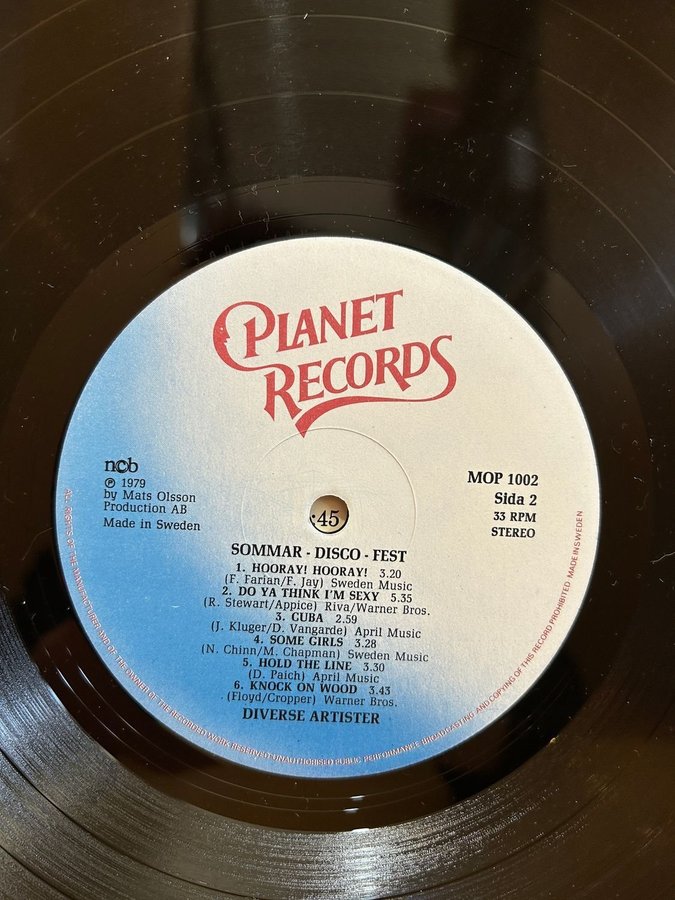 PLANET
RECORDS
ncb
℗ 1979
by Mats Olsson
Production AB
Made in Sweden
MOP 1002
Sida 2
33 RPM
STEREO
45
SOMMAR - DISCO - FEST
1. HOORAY! HOORAY! 3.20
(F. Farian/F. Jay) Sweden Music
2. DO YA THINK I'M SEXY 5.35
(R. Stewart/Appice) Riva/Warner Bros.
3. CUBA 2.59
(J. Kluger/D. Vangarde) April Music
4. SOME GIRLS 3.28
(N. Chinn/M. Chapman) Sweden Music
5. HOLD THE LINE 3.30
(D. Paich) April Music
6. KNOCK ON WOOD 3.43
(Floyd/Cropper) Warner Bros.
DIVERSE ARTISTER
ALL RIGHTS OF THE MANUFACTURER AND OF THE OWNER OF THE RECORDED WORK RESERVED UNAUTHORISED PUBLIC PERFORMANCE BROADCASTING AND COPYING OF THIS RECORD PROHIBITED MADE IN SWEDEN